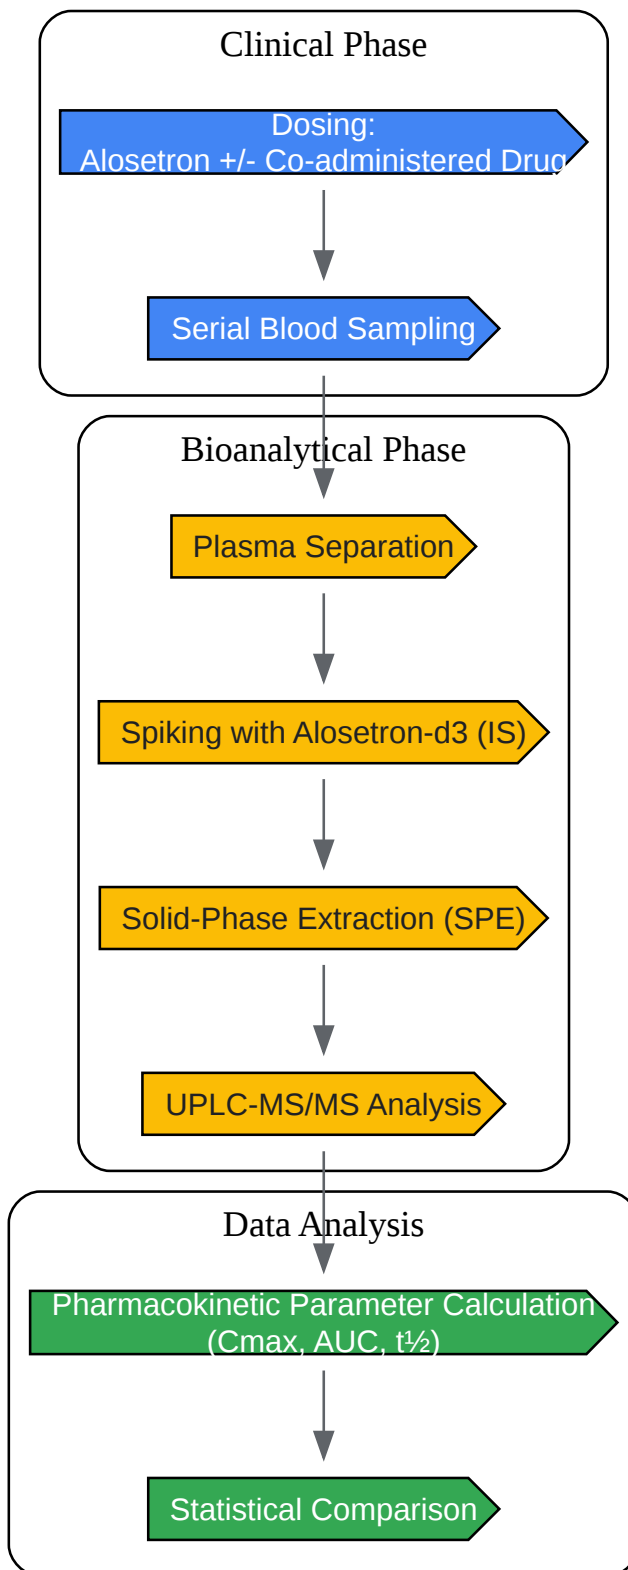 Clinical Phase
Dosing:
Alosetron +/- Co-administered Drug
Serial Blood Sampling
Bioanalytical Phase
Plasma Separation
Spiking with Alosetron-d3 (IS)
Solid-Phase Extraction (SPE)
UPLC-MS/MS Analysis
Data Analysis
Pharmacokinetic Parameter Calculation
(Cmax, AUC, t½)
Statistical Comparison